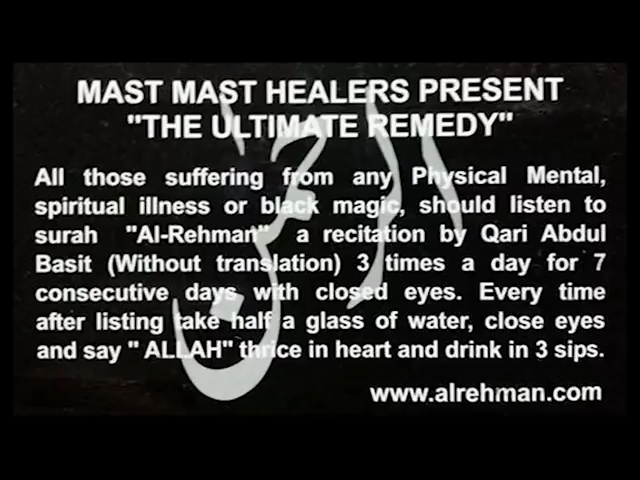 MAST MAST HEALERS PRESENT
"THE ULTIMATE REMEDY"
All those suffering from any Physical Mental,
spiritual illness or black magic, should listen to
surah "Al-Rehman" a recitation by Qari Abdul
Basit (Without translation) 3 times a day for 7
consecutive days with closed eyes. Every time
after listing take half a glass of water, close eyes
and say " ALLAH" thrice in heart and drink in 3 sips.
www.alrehman.com
الرحمن